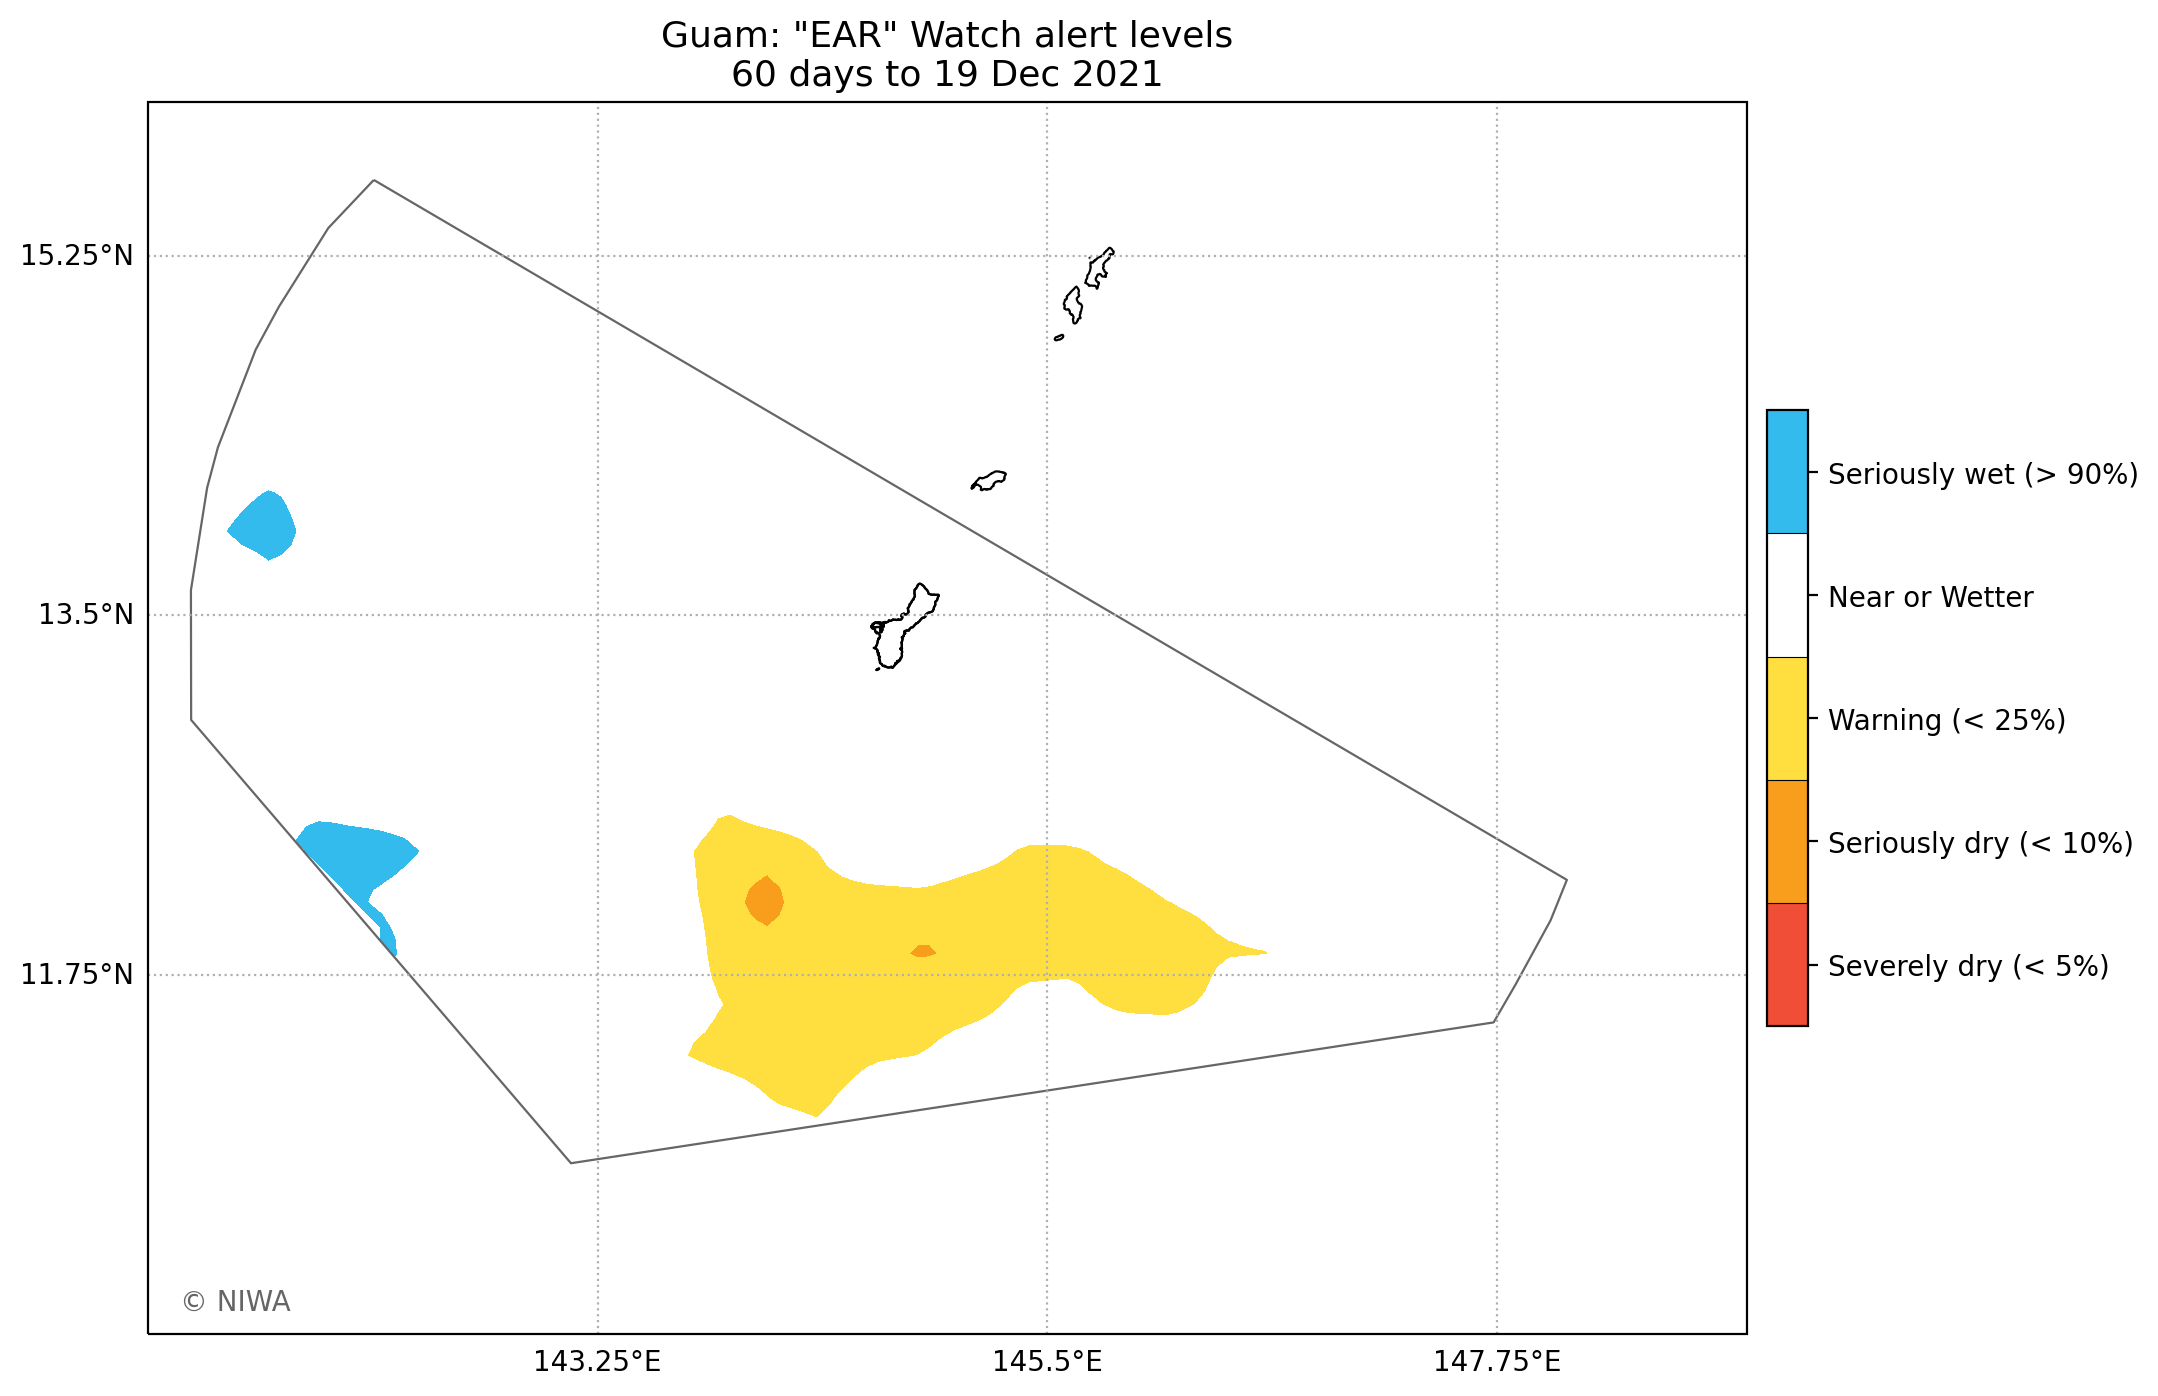 Guam: "EAR" Watch alert levels
60 days to 19 Dec 2021
15.25°N
13.5°N
11.75°N
143.25°E
145.5°E
147.75°E
Seriously wet (> 90%)
Near or Wetter
Warning (< 25%)
Seriously dry (< 10%)
Severely dry (< 5%)
© NIWA